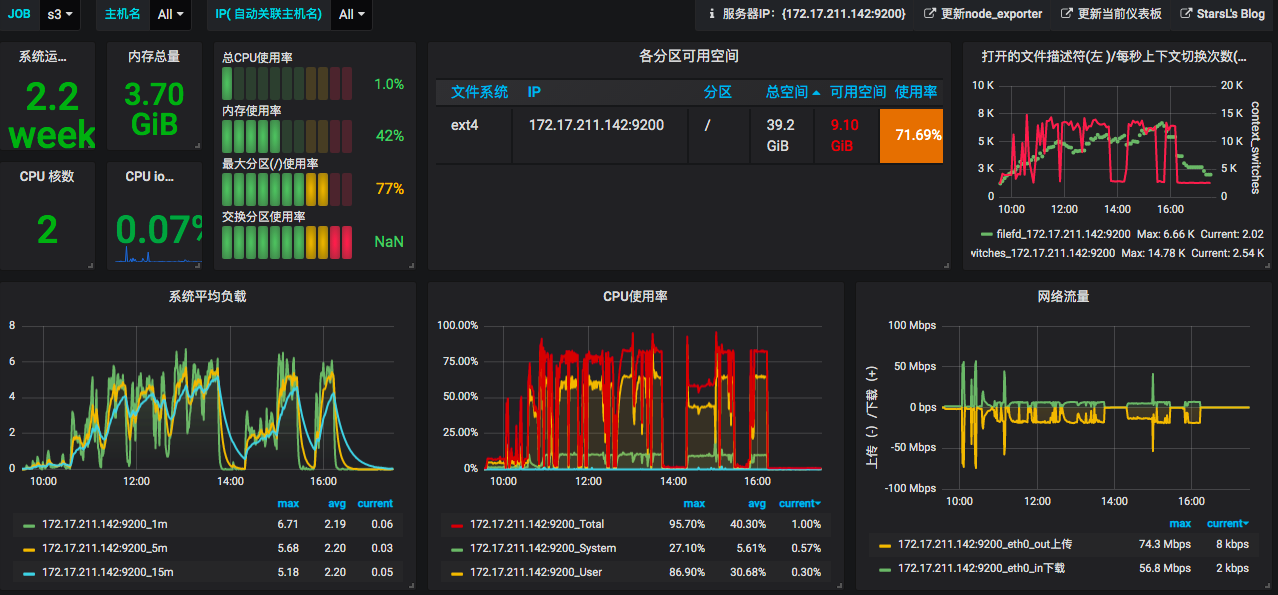 JOB s3 主机名 All IP( 自动关联主机名) All 服务器IP：{172.17.211.142:9200} 更新node_exporter 更新当前仪表板 StarsL's Blog
系统运...
2.2
week
内存总量
3.70
GiB
CPU 核数
2
CPU io...
0.07%
总CPU使用率
1.0%
内存使用率
42%
最大分区(/)使用率
77%
交换分区使用率
NaN
各分区可用空间
文件系统 IP 分区 总空间 可用空间 使用率
ext4 172.17.211.142:9200 / 39.2 GiB 9.10 GiB 71.69%
打开的文件描述符(左 )/每秒上下文切换次数(...
10 K
8 K
5 K
3 K
0
20 K
15 K
10 K
5 K
0
context_switches
10:00 12:00 14:00 16:00
filefd_172.17.211.142:9200 Max: 6.66 K Current: 2.02
vitches_172.17.211.142:9200 Max: 14.78 K Current: 2.54 K
系统平均负载
8
6
4
2
0
10:00 12:00 14:00 16:00
max avg current
172.17.211.142:9200_1m 6.71 2.19 0.06
172.17.211.142:9200_5m 5.68 2.20 0.03
172.17.211.142:9200_15m 5.18 2.20 0.05
CPU使用率
100.00%
75.00%
50.00%
25.00%
0%
10:00 12:00 14:00 16:00
max avg current
172.17.211.142:9200_Total 95.70% 40.30% 1.00%
172.17.211.142:9200_System 27.10% 5.61% 0.57%
172.17.211.142:9200_User 86.90% 30.68% 0.30%
网络流量
上传（-）/下载（+）
100 Mbps
50 Mbps
0 bps
-50 Mbps
-100 Mbps
10:00 12:00 14:00 16:00
max current
172.17.211.142:9200_eth0_out上传 74.3 Mbps 8 kbps
172.17.211.142:9200_eth0_in下载 56.8 Mbps 2 kbps